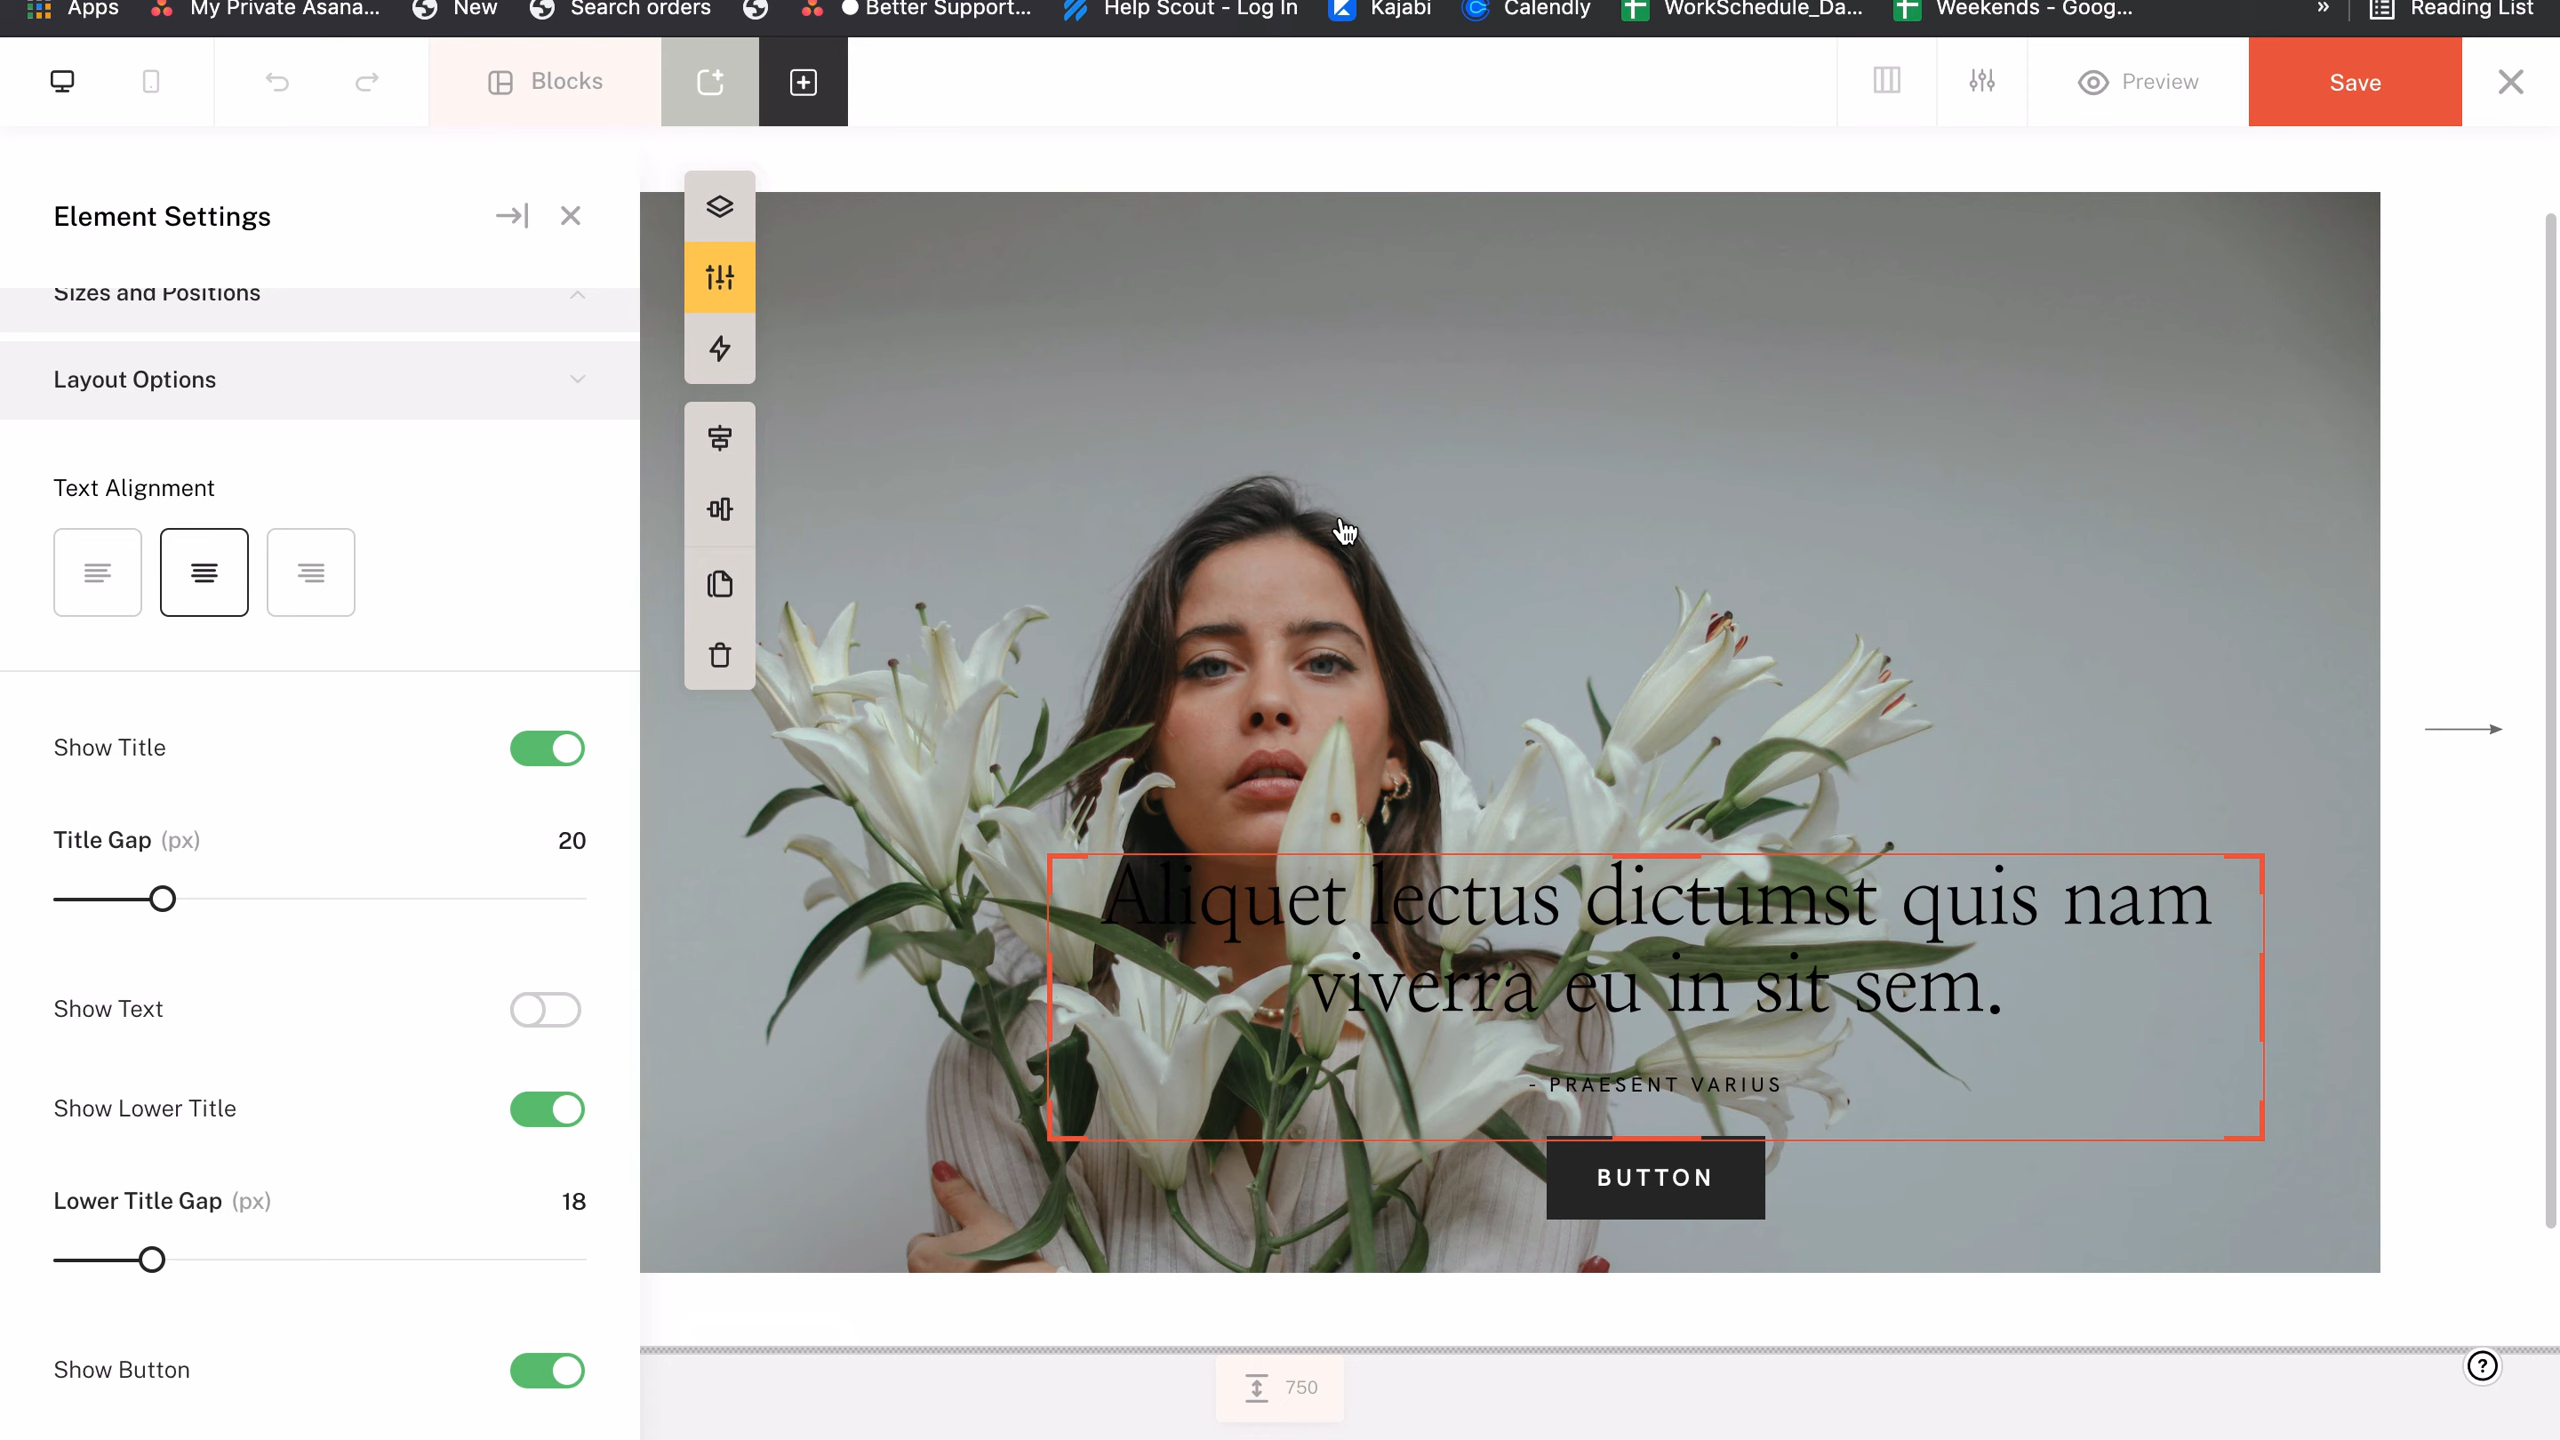 Apps My Private Asana... New Search orders Better Support... Help Scout - Log In Kajabi Calendly WorkSchedule_Da... Weekends - Goog... » Reading List
Blocks Preview Save
Element Settings
Sizes and Positions
Layout Options
Text Alignment
Show Title
Title Gap (px) 20
Show Text
Show Lower Title
Lower Title Gap (px) 18
Show Button
Aliquet lectus dictumst quis nam
viverra eu in sit sem.
- PRAESENT VARIUS
BUTTON
750
?